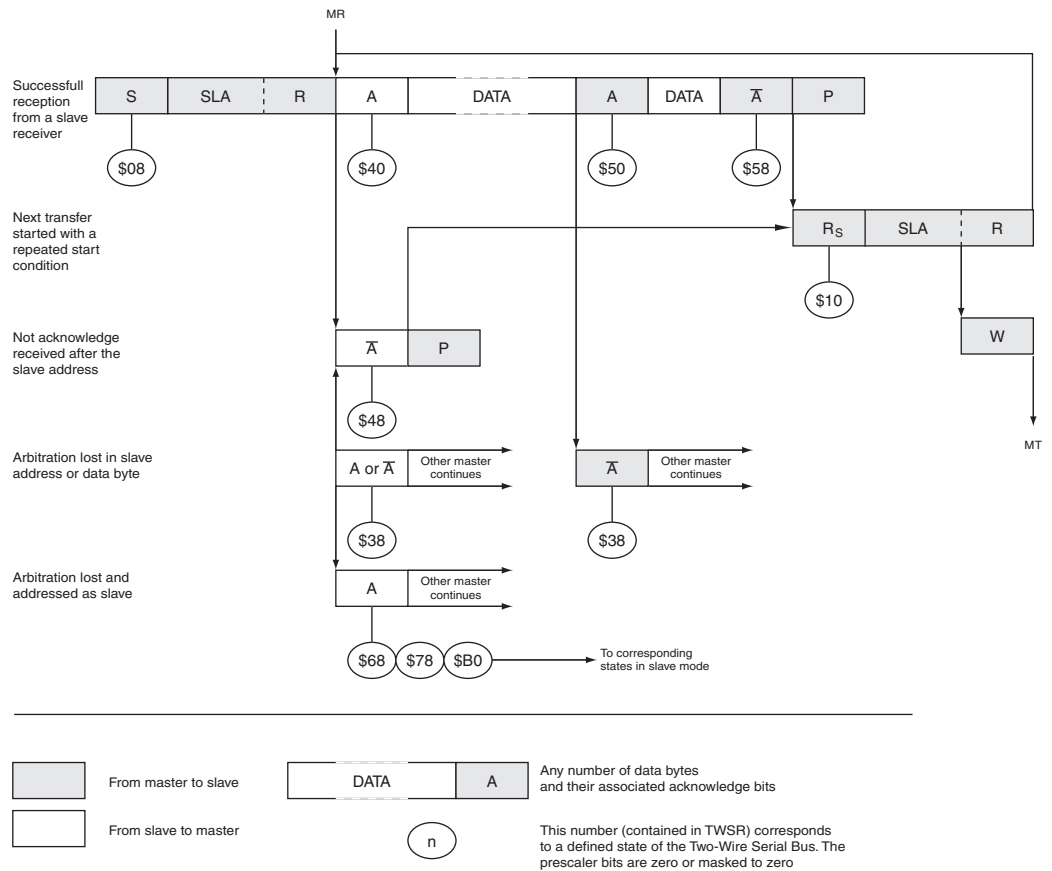 MR
Successfull
reception
from a slave
receiver
S SLA R A DATA A DATA A̅ P
$08 $40 $50 $58
Next transfer
started with a
repeated start
condition
RS SLA R
$10
Not acknowledge
received after the
slave address
A̅ P
W
$48
MT
Arbitration lost in slave
address or data byte
A or A̅
Other master
continues
A̅
Other master
continues
$38 $38
Arbitration lost and
addressed as slave
A
Other master
continues
$68 $78 $B0
To corresponding
states in slave mode
From master to slave
DATA A
Any number of data bytes
and their associated acknowledge bits
From slave to master
n
This number (contained in TWSR) corresponds
to a defined state of the Two-Wire Serial Bus. The
prescaler bits are zero or masked to zero